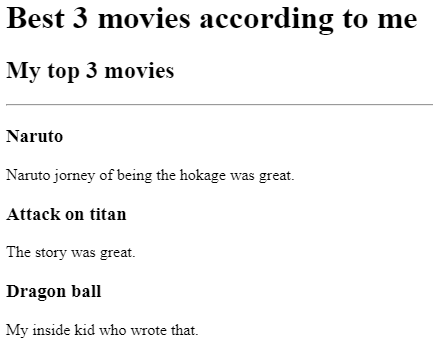 Best 3 movies according to me
My top 3 movies
Naruto
Naruto jorney of being the hokage was great.
Attack on titan
The story was great.
Dragon ball
My inside kid who wrote that.